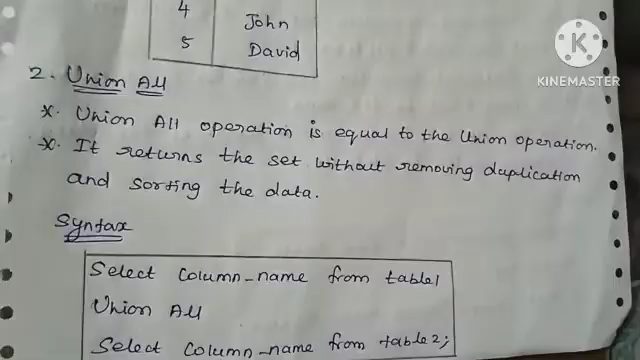 4 John
5 David
K
KINEMASTER
2. Union All
* Union All operation is equal to the Union operation.
* It returns the set without removing duplication
and sorting the data.
Syntax
Select Column_name from table1
Union All
Select Column_name from table2;